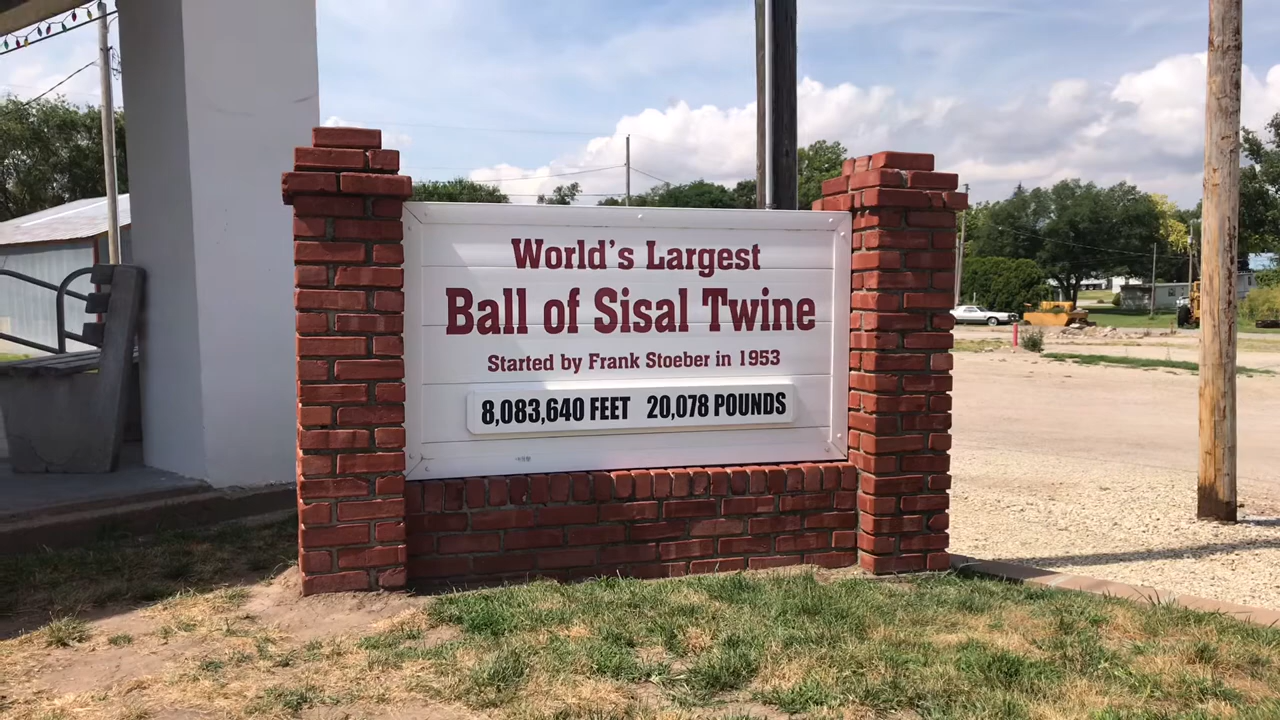 World's Largest
Ball of Sisal Twine
Started by Frank Stoeber in 1953
8,083,640 FEET 20,078 POUNDS